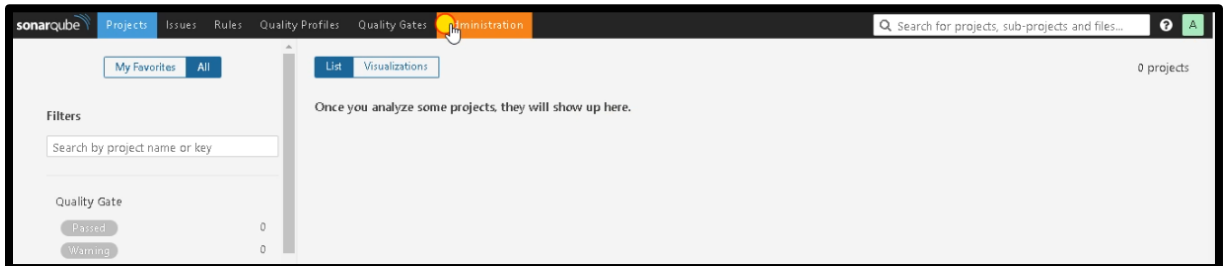 sonarqube Projects Issues Rules Quality Profiles Quality Gates Administration Search for projects, sub-projects and files... ? A
My Favorites All List Visualizations 0 projects
Once you analyze some projects, they will show up here.
Filters
Search by project name or key
Quality Gate
Passed 0
Warning 0